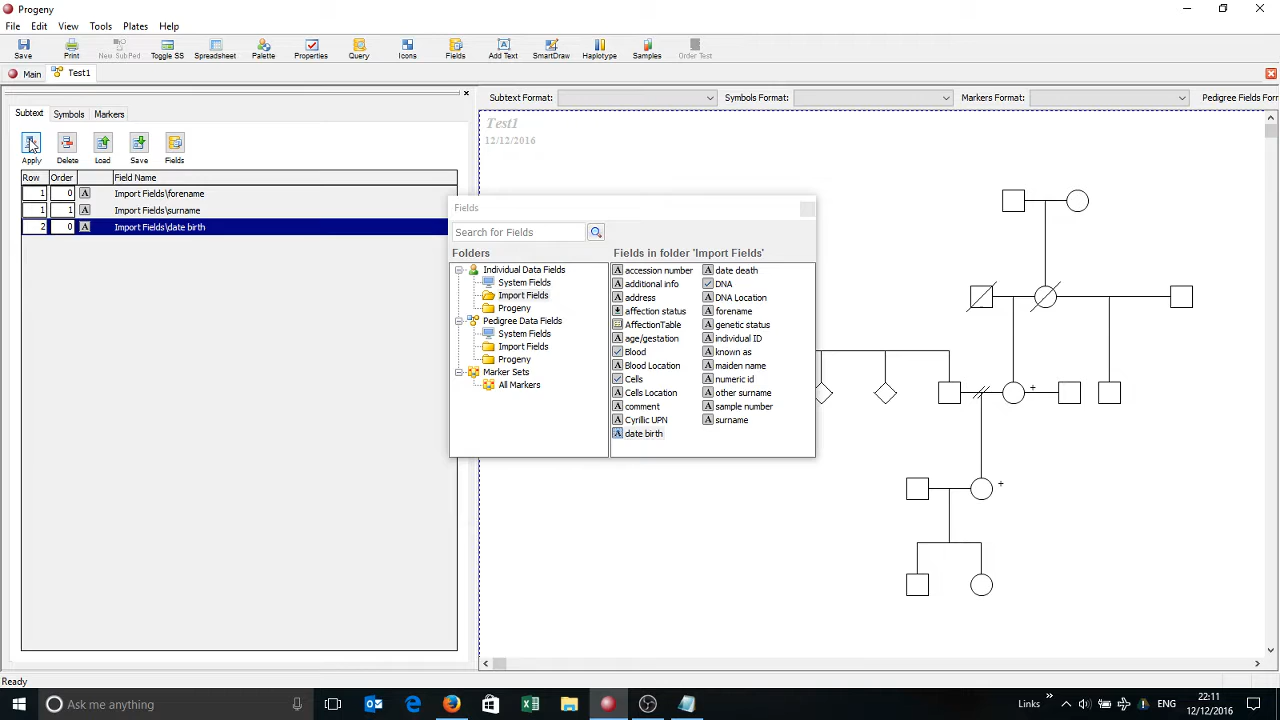 Progeny
File Edit View Tools Plates Help
Save Print New SubPed Toggle SS Spreadsheet Palette Properties Query Icons Fields Add Text SmartDraw Haplotype Samples Order Test
Main Test1
Subtext Symbols Markers
Subtext Format: Symbols Format: Markers Format: Pedigree Fields Forr
Apply Delete Load Save Fields
Row Order Field Name
1 0 A Import Fields\forename
1 1 A Import Fields\surname
2 0 A Import Fields\date birth
Test1
12/12/2016
Fields
Search for Fields
Folders
Individual Data Fields
System Fields
Import Fields
Progeny
Pedigree Data Fields
System Fields
Import Fields
Progeny
Marker Sets
All Markers
Fields in folder 'Import Fields'
A accession number
A additional info
A address
affection status
AffectionTable
A age/gestation
Blood
A Blood Location
Cells
A Cells Location
A comment
A Cyrillic UPN
A date birth
A date death
DNA
A DNA Location
A forename
A genetic status
A individual ID
A known as
A maiden name
A numeric id
A other surname
A sample number
A surname
+
+
Ready
Ask me anything
Links
ENG
22:11
12/12/2016